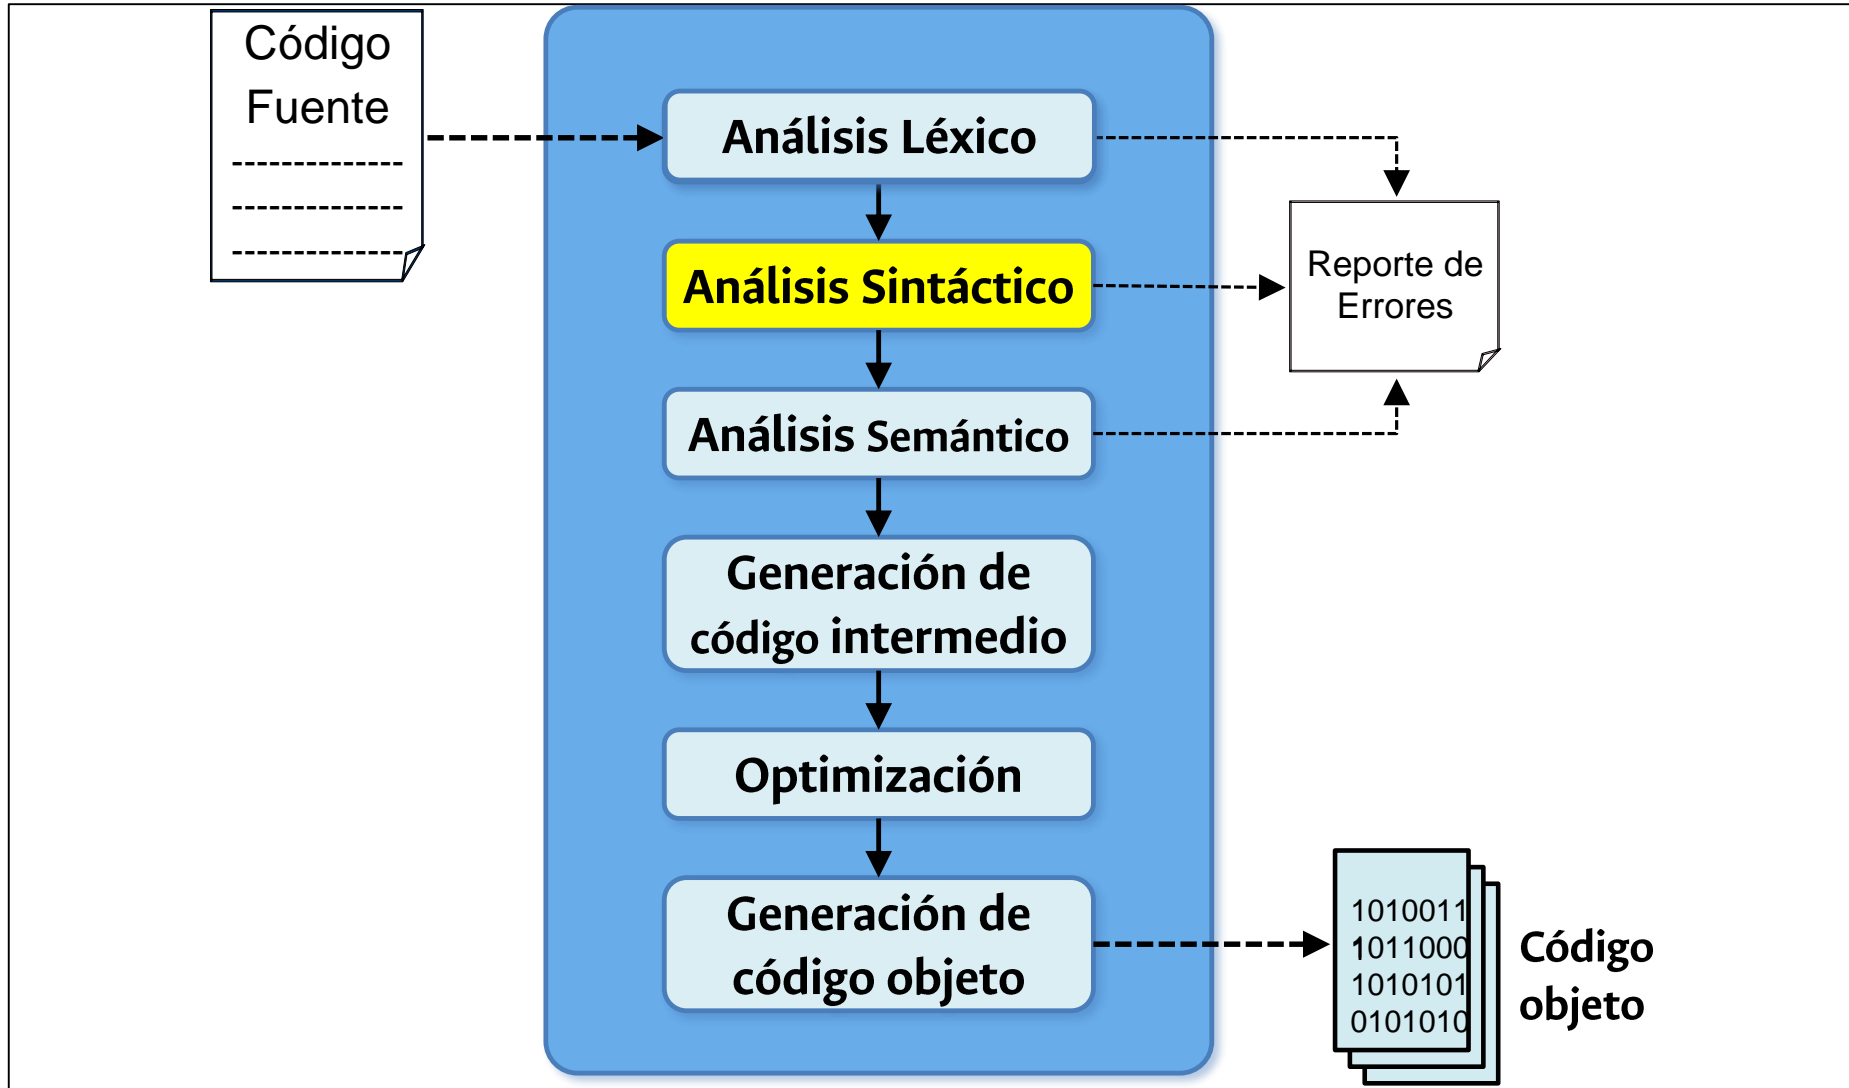 Código
Fuente
Análisis Léxico
Análisis Sintáctico
Reporte de
Errores
Análisis Semántico
Generación de
código intermedio
Optimización
Generación de
código objeto
1010011
1011000
1010101
0101010
Código
objeto